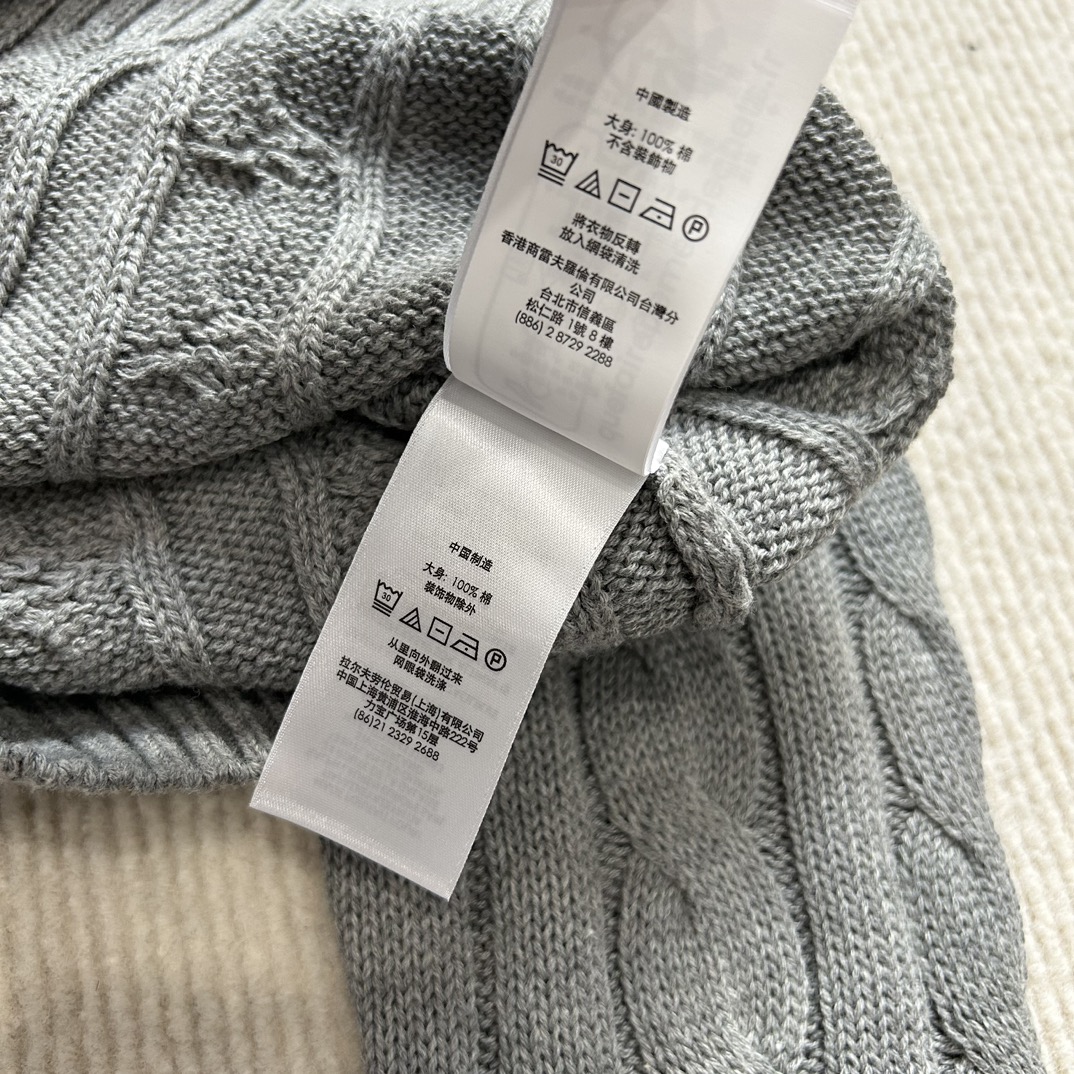 中國製造
大身: 100% 棉
不含装飾物
30
P
將衣物反轉
放入網袋清洗
香港商雷夫羅倫有限公司台灣分
公司
台北市信義區
松仁路 1號 8 樓
(886) 2 8729 2288
中国制造
大身: 100% 棉
装饰物除外
30
P
从里向外翻过来
网眼袋洗涤
拉尔夫劳伦贸易(上海)有限公司
中国上海黄浦区淮海中路222号
力宝广场第15层
(86)21 2329 2688